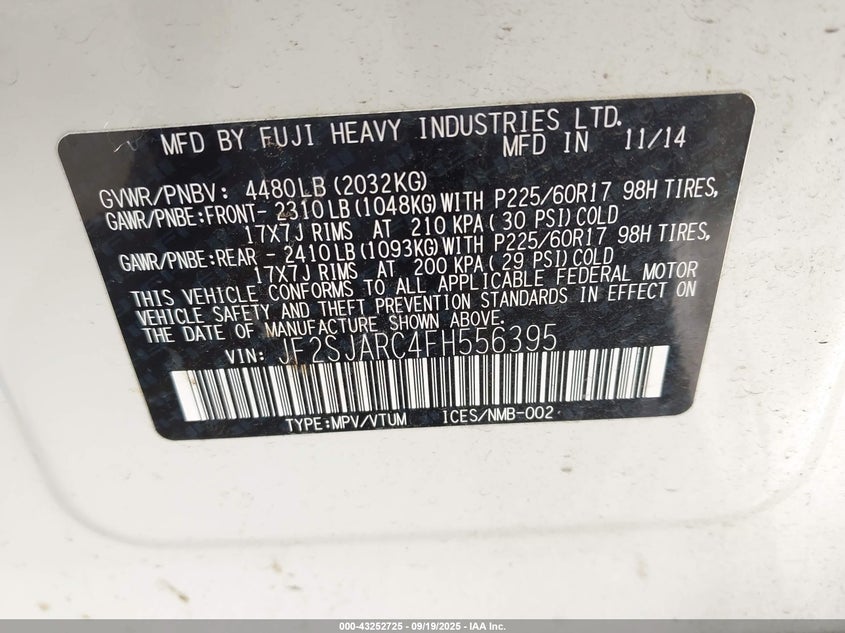 MFD BY FUJI HEAVY INDUSTRIES LTD.
MFD IN 11/14
GVWR/PNBV: 4480LB (2032KG)
GAWR/PNBE:FRONT- 2310LB (1048KG) WITH P225/60R17 98H TIRES,
17X7J RIMS AT 210 KPA ( 30 PSI) COLD
GAWR/PNBE:REAR - 2410LB (1093KG) WITH P225/60R17 98H TIRES,
17X7J RIMS AT 200 KPA ( 29 PSI) COLD
THIS VEHICLE CONFORMS TO ALL APPLICABLE FEDERAL MOTOR
VEHICLE SAFETY AND THEFT PREVENTION STANDARDS IN EFFECT ON
THE DATE OF MANUFACTURE SHOWN ABOVE.
VIN: JF2SJARC4FH556395
TYPE:MPV/VTUM ICES/NMB-002
000-43252725 - 09/19/2025 - IAA Inc.